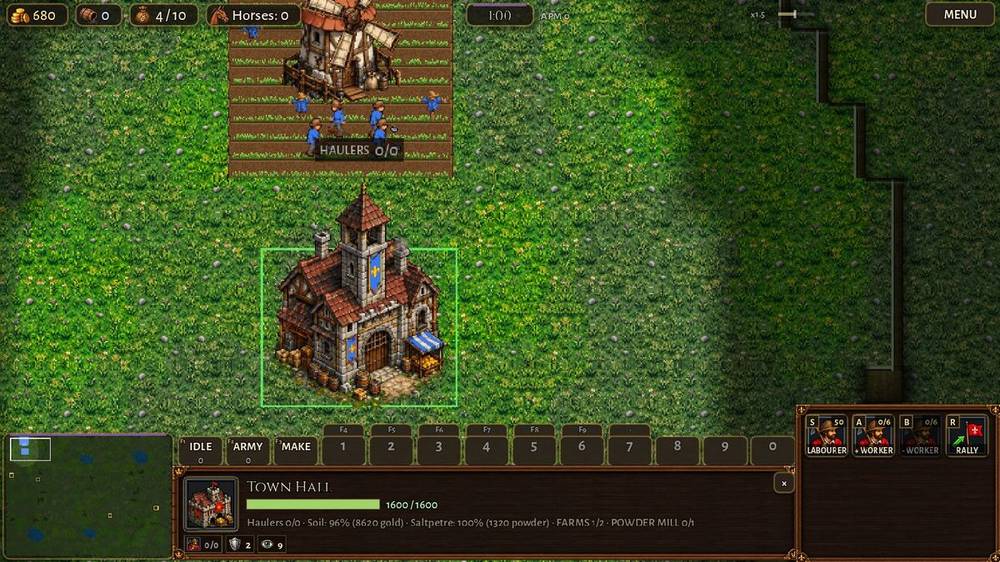 680
0
4/10
Horses: 0
1:00
APM 0
x1.5
MENU
HAULERS 0/0
F4
F5
F6
F7
F8
F9
IDLE
0
ARMY
0
MAKE
1
2
3
4
5
6
7
8
9
0
TOWN HALL
1600/1600
Haulers 0/0 · Soil: 96% (8620 gold) · Saltpetre: 100% (1320 powder) · FARMS 1/2 · POWDER MILL 0/1
0/0
2
9
×
S 50
LABOURER
A 0/6
+ WORKER
B 0/6
- WORKER
R
RALLY